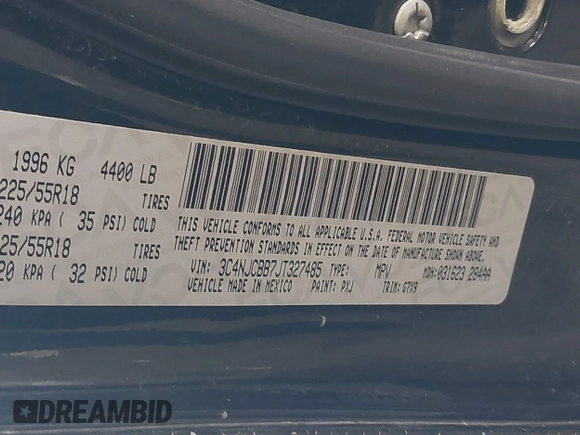 1996 KG 4400 LB
225/55R18 TIRES
240 KPA ( 35 PSI) COLD
25/55R18 TIRES
20 KPA ( 32 PSI) COLD
THIS VEHICLE CONFORMS TO ALL APPLICABLE U.S.A. FEDERAL MOTOR VEHICLE SAFETY AND
THEFT PREVENTION STANDARDS IN EFFECT ON THE DATE OF MANUFACTURE SHOWN ABOVE.
VIN: 3C4NJCBB7JT327485 TYPE: MPV MDH:031623 284AA
VEHICLE MADE IN MEXICO PAINT: PXJ TRIM: G7X9
DREAMBID